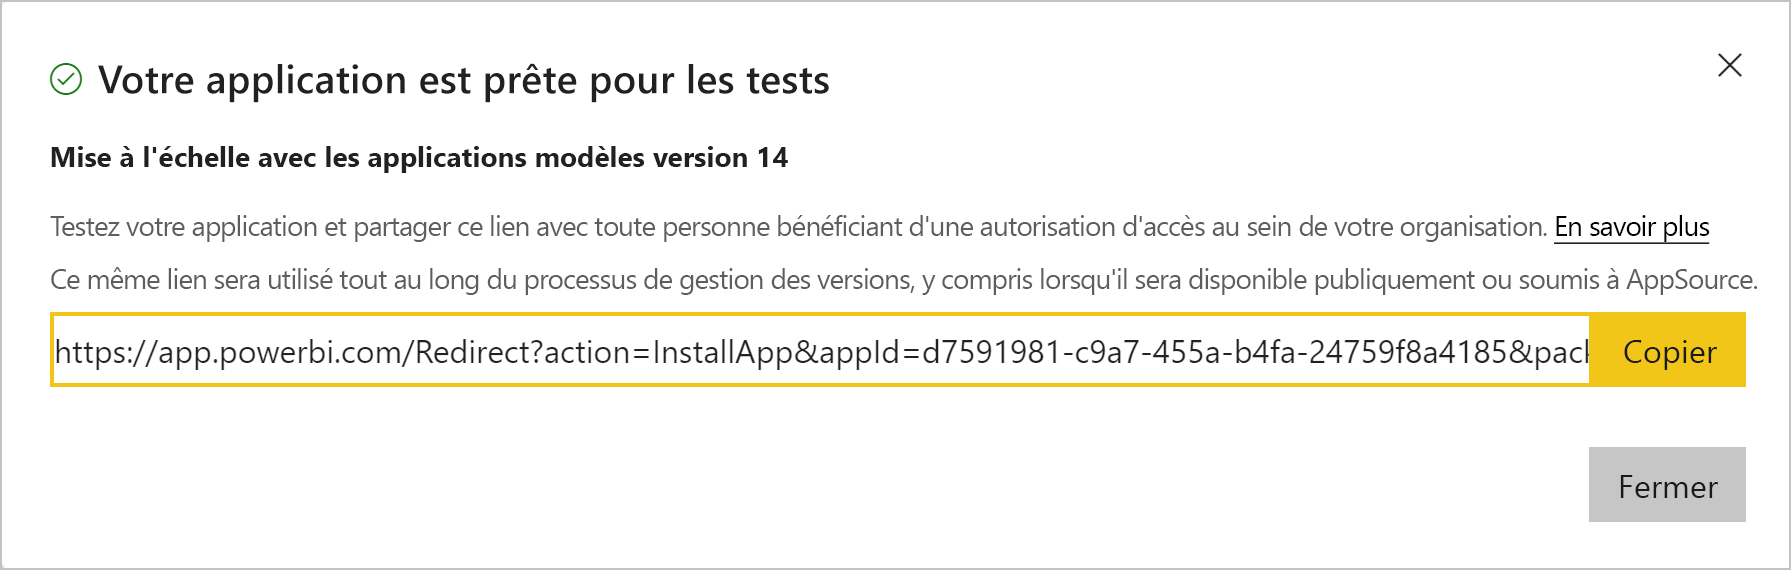 Votre application est prête pour les tests
Mise à l'échelle avec les applications modèles version 14
Testez votre application et partager ce lien avec toute personne bénéficiant d'une autorisation d'accès au sein de votre organisation. En savoir plus
Ce même lien sera utilisé tout au long du processus de gestion des versions, y compris lorsqu'il sera disponible publiquement ou soumis à AppSource.
https://app.powerbi.com/Redirect?action=InstallApp&appId=d7591981-c9a7-455a-b4fa-24759f8a4185&pack Copier
Fermer